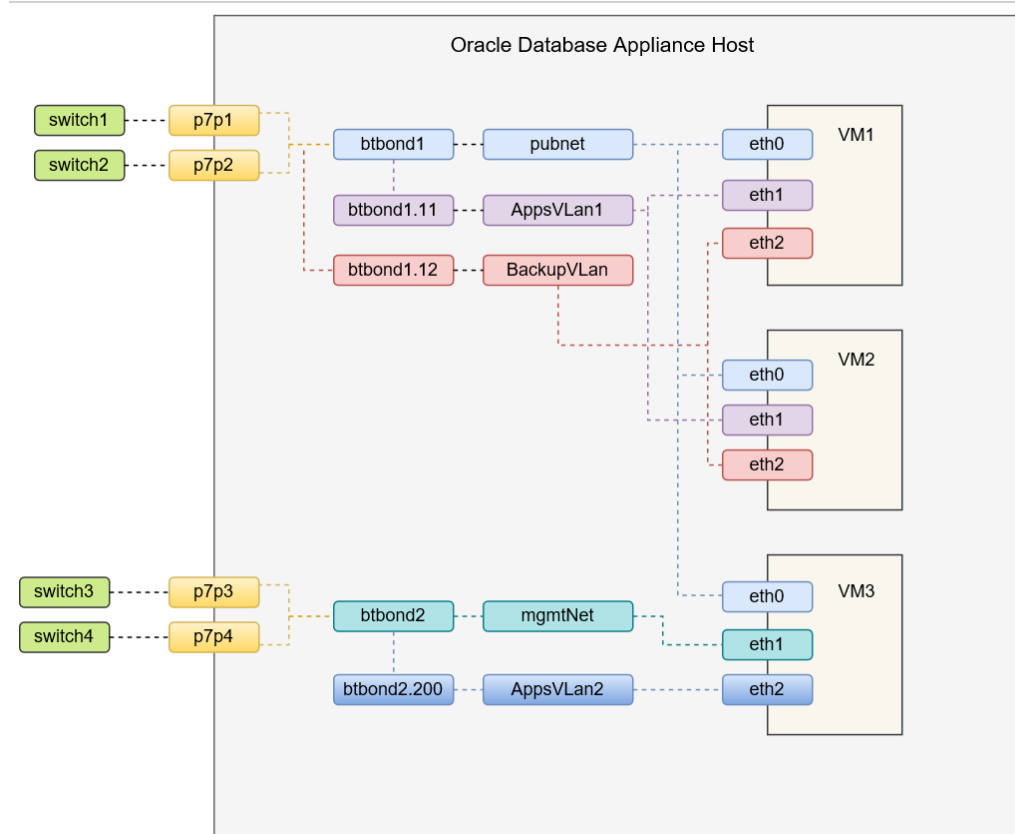 Oracle Database Appliance Host
switch1
p7p1
switch2
p7p2
btbond1
pubnet
btbond1.11
AppsVLan1
btbond1.12
BackupVLan
VM1
eth0
eth1
eth2
VM2
eth0
eth1
eth2
switch3
p7p3
switch4
p7p4
btbond2
mgmtNet
btbond2.200
AppsVLan2
VM3
eth0
eth1
eth2